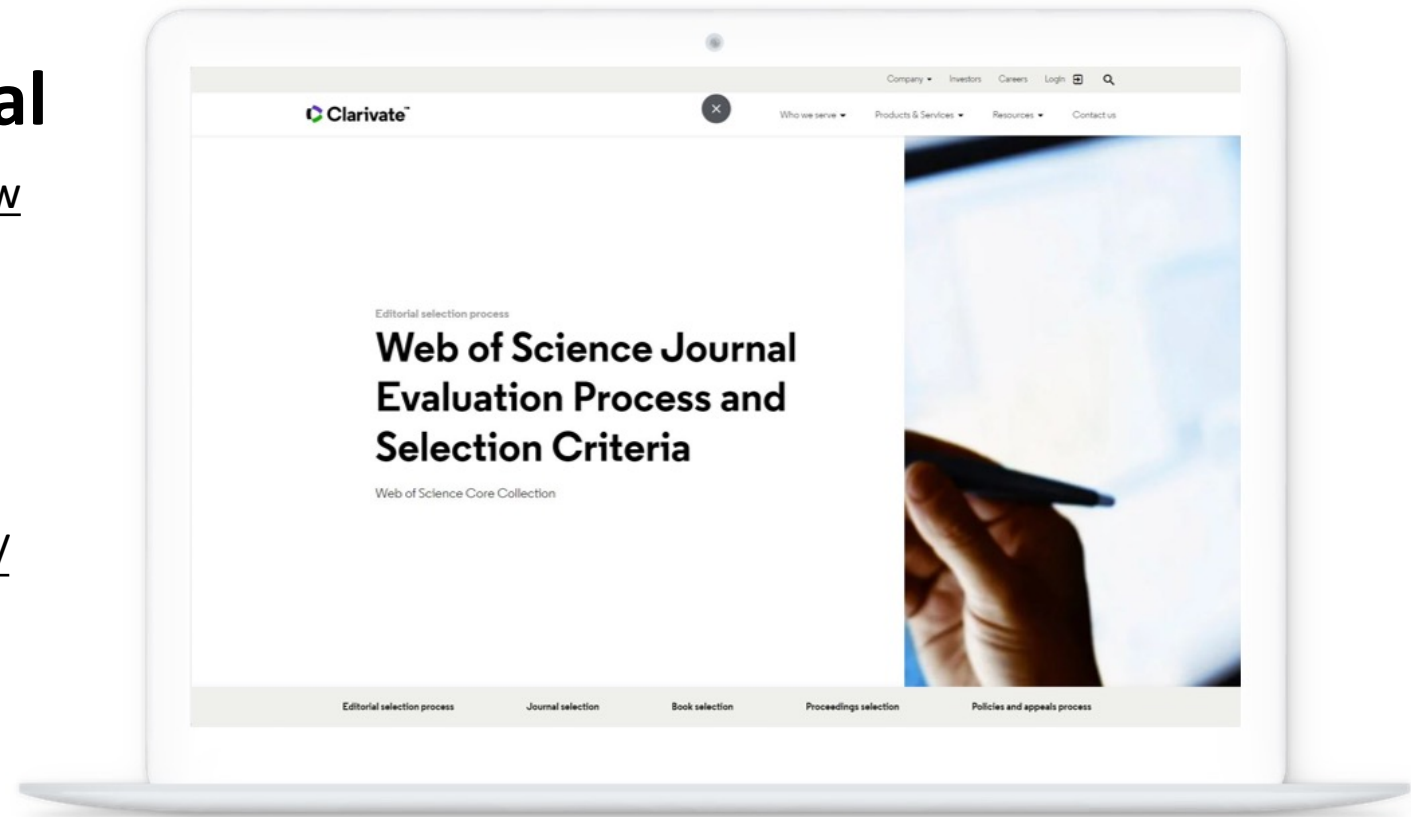 al
w
/
Company Investors Careers Login
Clarivate™
Who we serve Products & Services Resources Contact us
Editorial selection process
Web of Science Journal
Evaluation Process and
Selection Criteria
Web of Science Core Collection
Editorial selection process Journal selection Book selection Proceedings selection Policies and appeals process